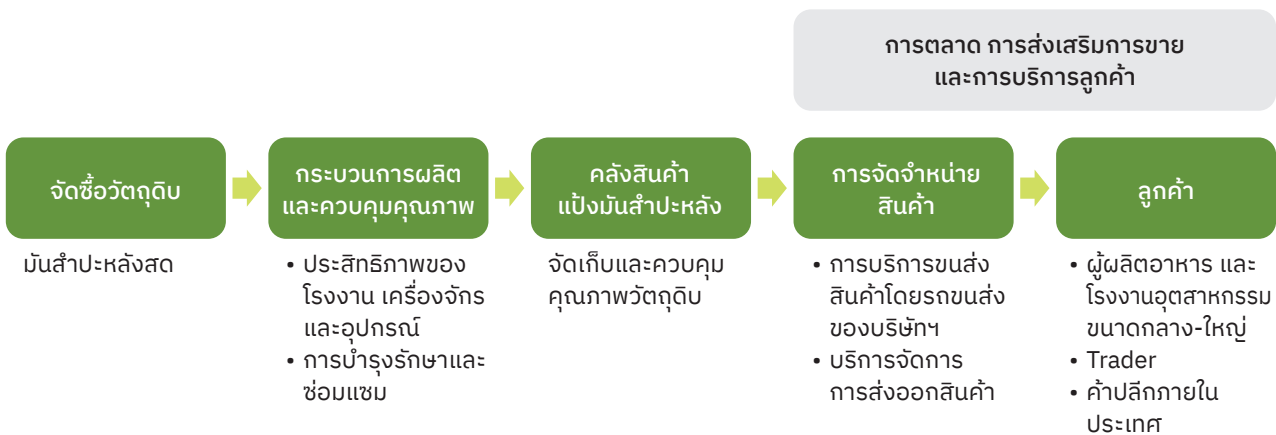 การตลาด การส่งเสริมการขาย
และการบริการลูกค้า
จัดซื้อวัตถุดิบ
มันสำปะหลังสด
กระบวนการผลิต
และควบคุมคุณภาพ
• ประสิทธิภาพของ
โรงงาน เครื่องจักร
และอุปกรณ์
• การบำรุงรักษาและ
ซ่อมแซม
คลังสินค้า
แป้งมันสำปะหลัง
จัดเก็บและควบคุม
คุณภาพวัตถุดิบ
การจัดจำหน่าย
สินค้า
• การบริการขนส่ง
สินค้าโดยรถขนส่ง
ของบริษัทฯ
• บริการจัดการ
การส่งออกสินค้า
ลูกค้า
• ผู้ผลิตอาหาร และ
โรงงานอุตสาหกรรม
ขนาดกลาง-ใหญ่
• Trader
• ค้าปลีกภายใน
ประเทศ